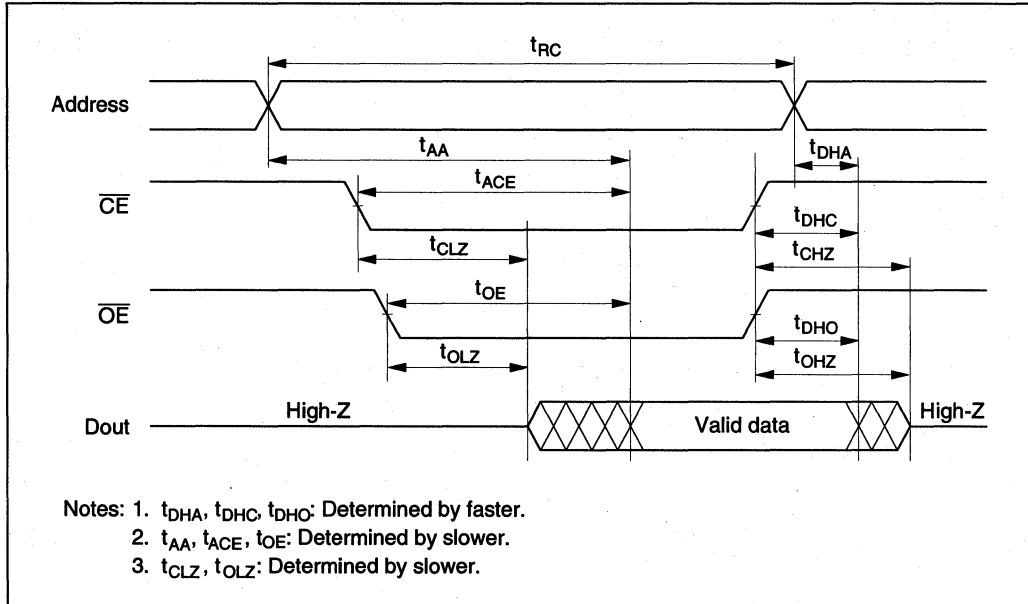 tRC
Address
tAA
tDHA
tACE
CE
tDHC
tCLZ
tCHZ
tOE
OE
tDHO
tOLZ
tOHZ
High-Z
Valid data
High-Z
Dout
Notes: 1. tDHA, tDHC, tDHO: Determined by faster.
2. tAA, tACE, tOE: Determined by slower.
3. tCLZ, tOLZ: Determined by slower.